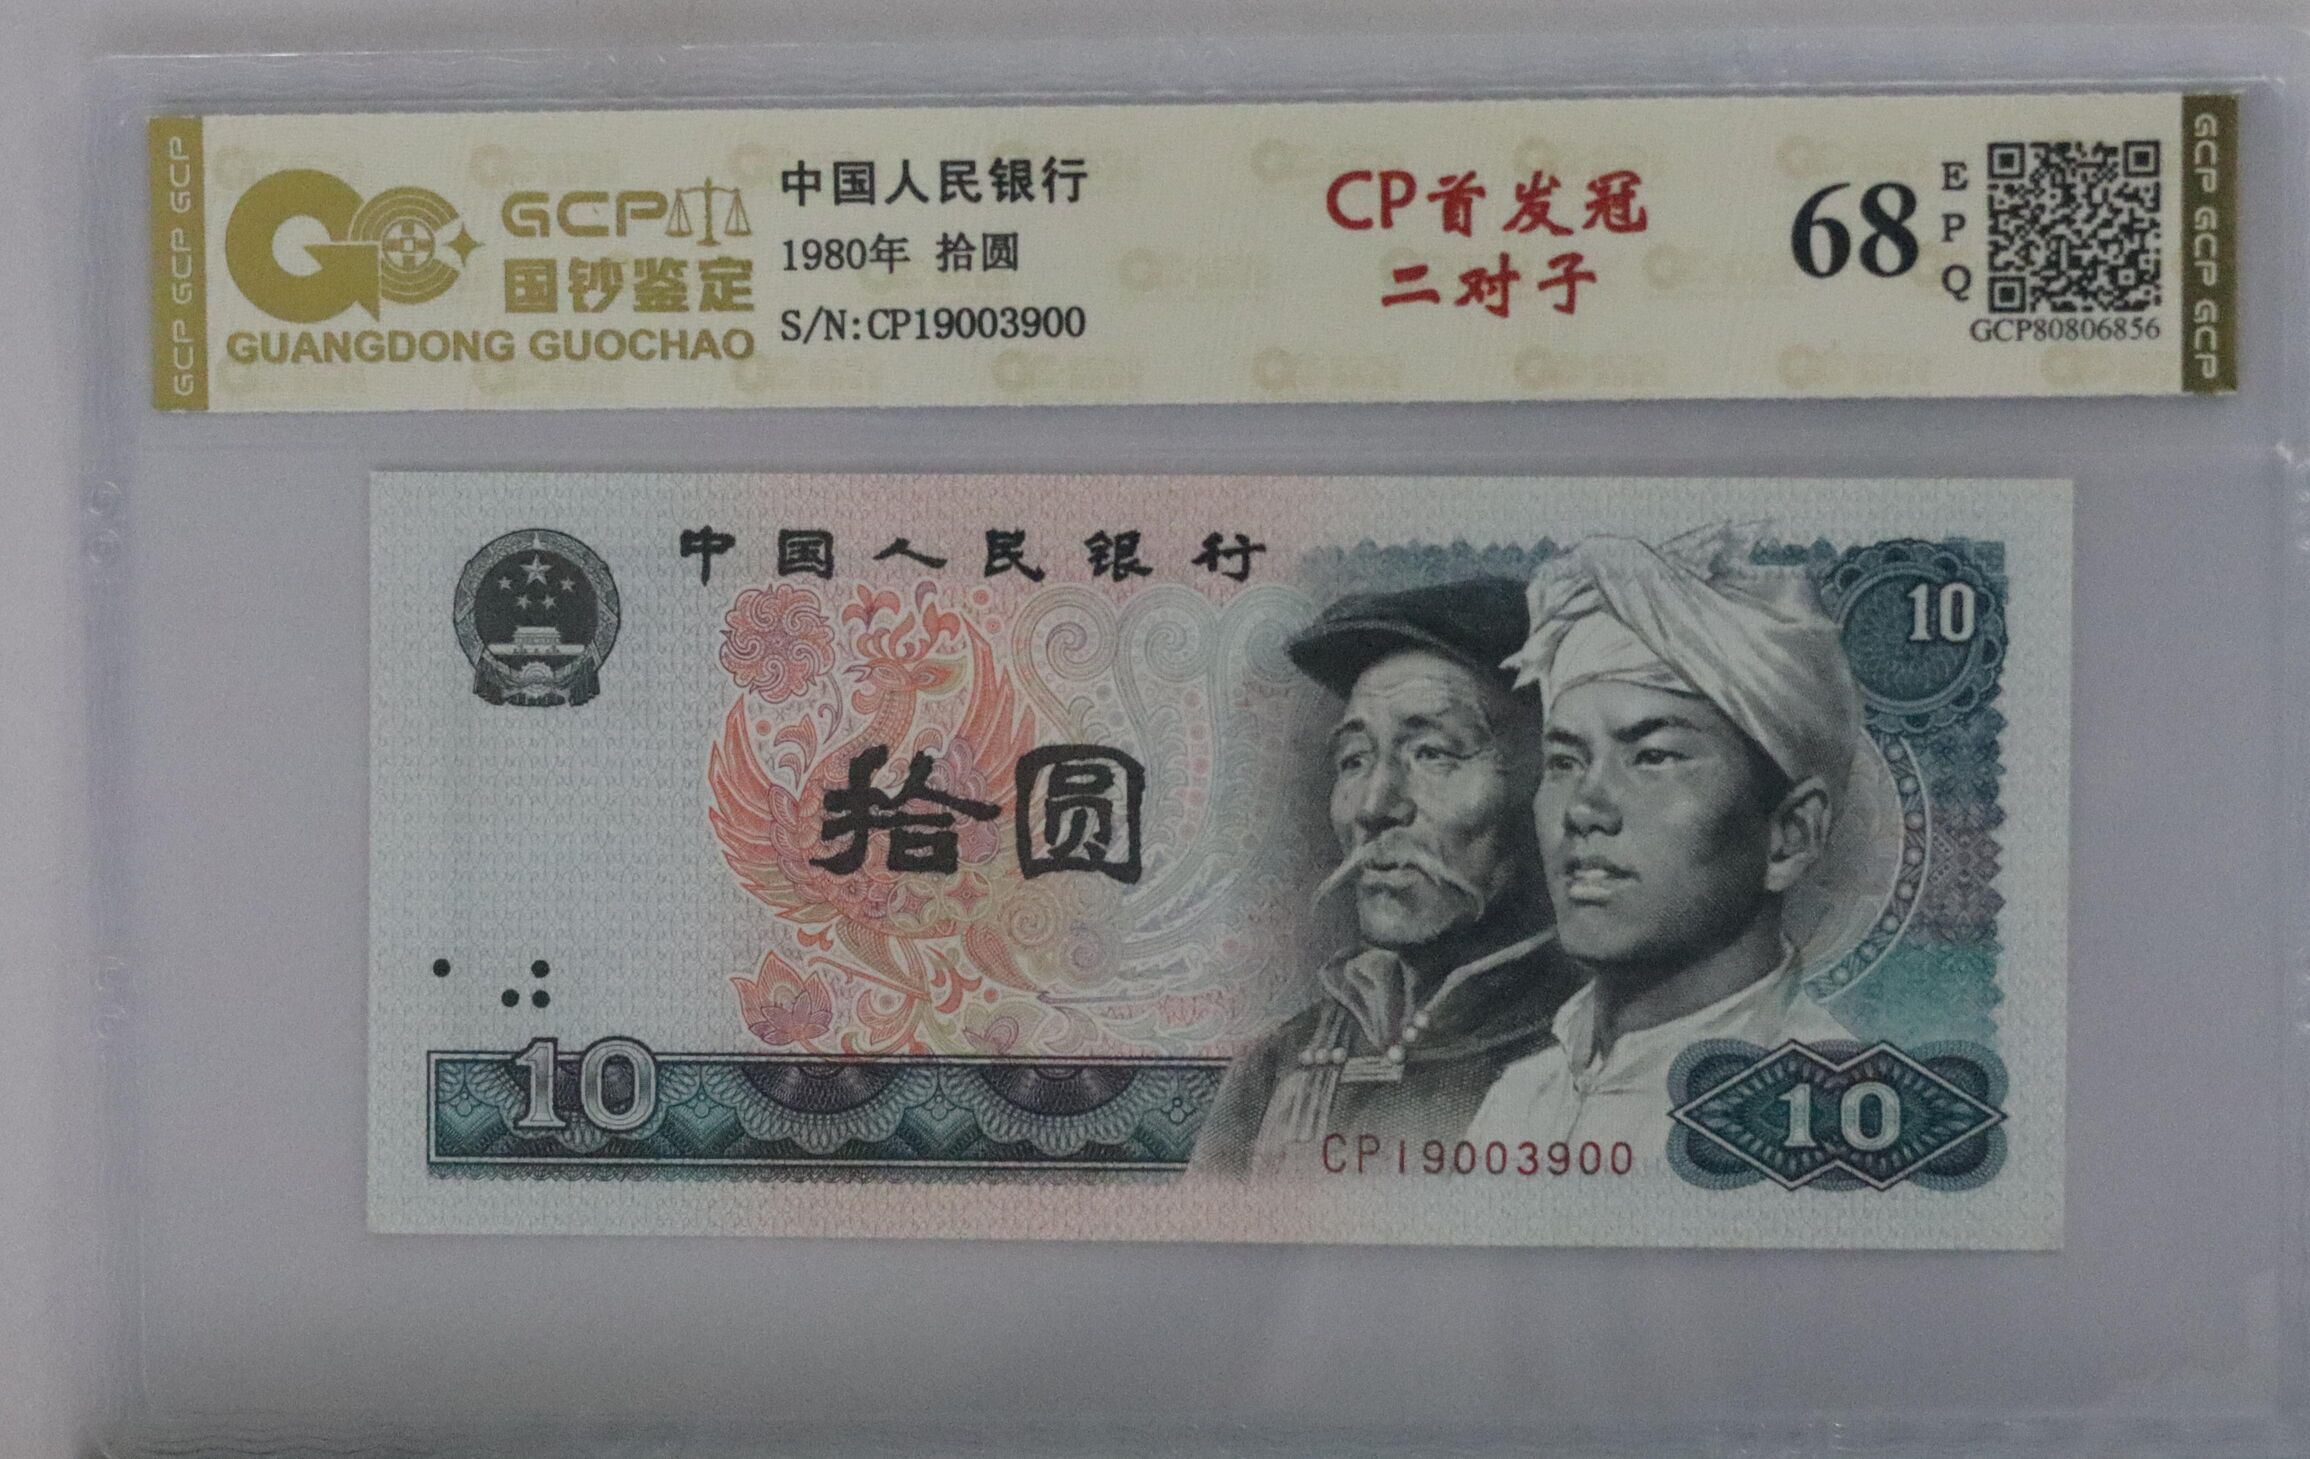 GCP GCP GCP
GCP
国钞鉴定
GUANGDONG GUOCHAO
中国人民银行
1980年 拾圆
S/N:CP19003900
CP首发冠
二对子
68
EPQ
GCP80806856
GCP GCP GCP
中国人民银行
10
拾圆
10
CP19003900
10